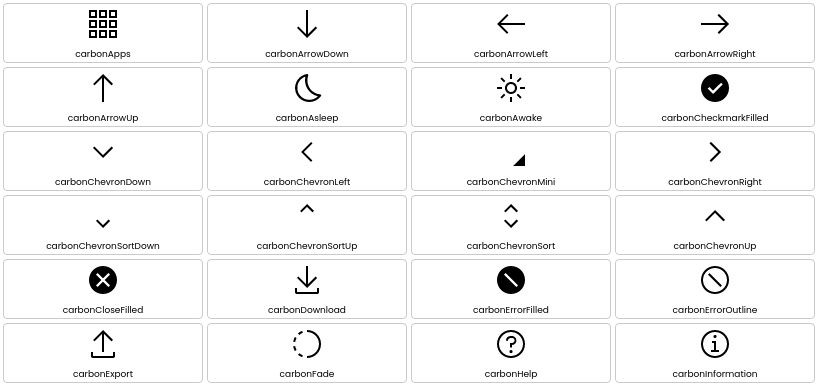 carbonApps
carbonArrowDown
carbonArrowLeft
carbonArrowRight
carbonArrowUp
carbonAsleep
carbonAwake
carbonCheckmarkFilled
carbonChevronDown
carbonChevronLeft
carbonChevronMini
carbonChevronRight
carbonChevronSortDown
carbonChevronSortUp
carbonChevronSort
carbonChevronUp
carbonCloseFilled
carbonDownload
carbonErrorFilled
carbonErrorOutline
carbonExport
carbonFade
carbonHelp
carbonInformation